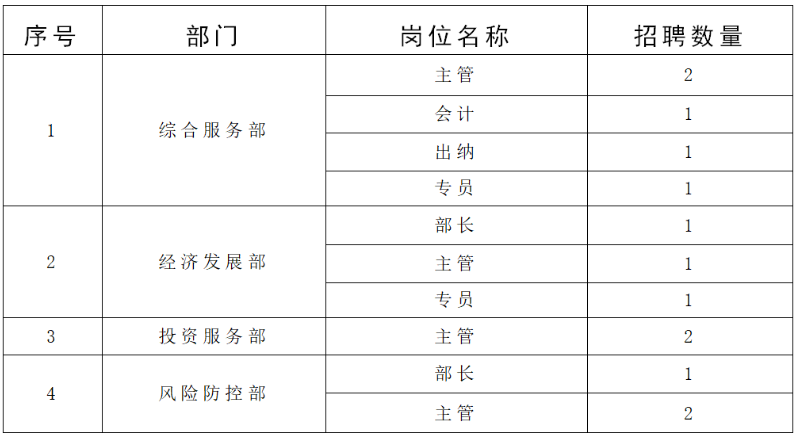 序号 部门 岗位名称 招聘数量
1 综合服务部 主管 2
会计 1
出纳 1
专员 1
2 经济发展部 部长 1
主管 1
专员 1
3 投资服务部 主管 2
4 风险防控部 部长 1
主管 2